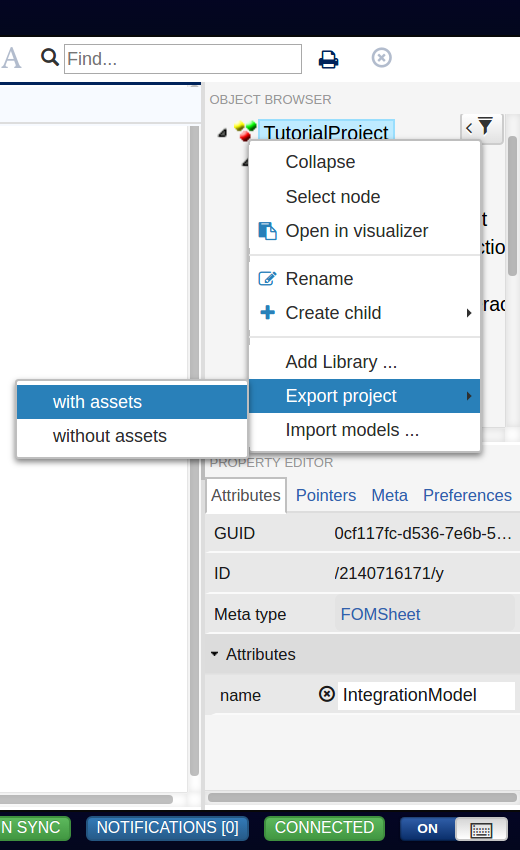 A
Find...
OBJECT BROWSER
TutorialProject
Collapse
Select node
Open in visualizer
Rename
Create child
Add Library ...
Export project
Import models ...
with assets
without assets
PROPERTY EDITOR
Attributes Pointers Meta Preferences
GUID 0cf117fc-d536-7e6b-5...
ID /2140716171/y
Meta type FOMSheet
Attributes
name IntegrationModel
N SYNC NOTIFICATIONS [0] CONNECTED ON